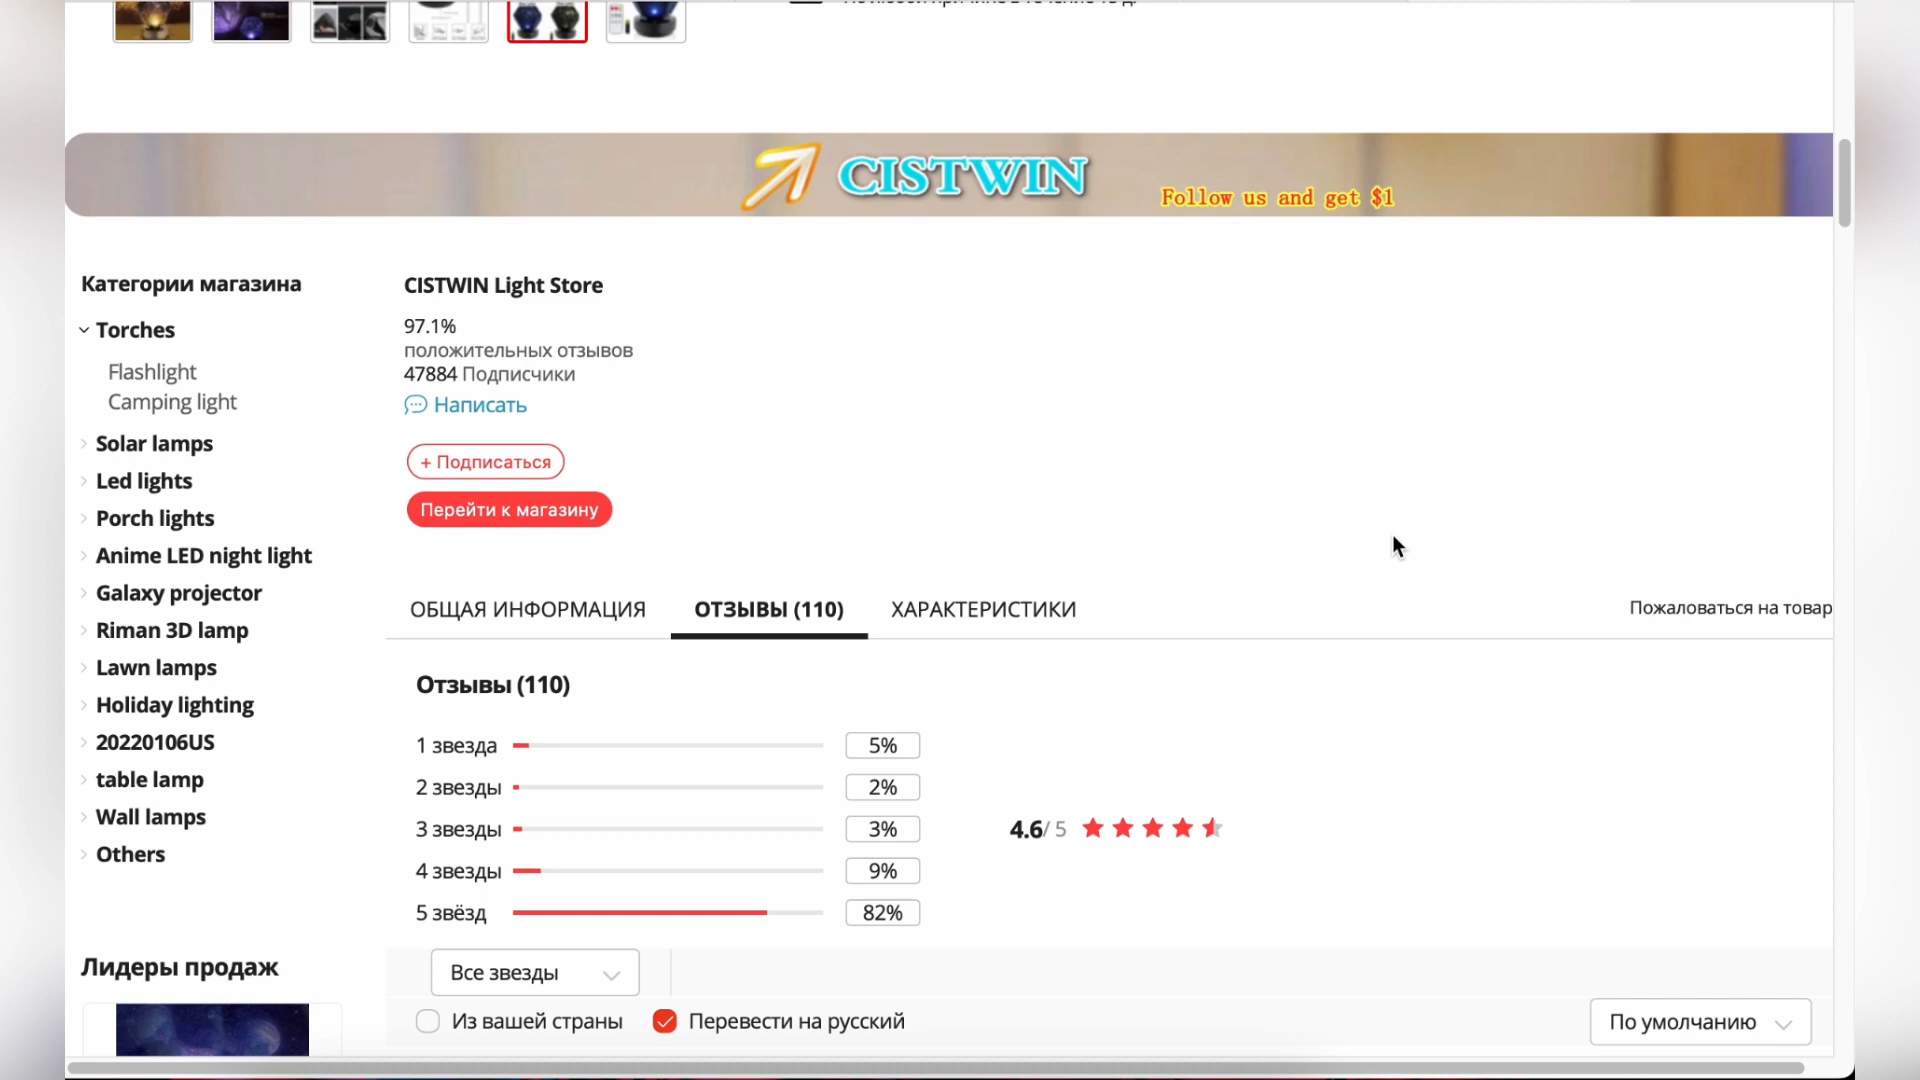 CISTWIN
Follow us and get $1
Категории магазина
Torches
Flashlight
Camping light
Solar lamps
Led lights
Porch lights
Anime LED night light
Galaxy projector
Riman 3D lamp
Lawn lamps
Holiday lighting
20220106US
table lamp
Wall lamps
Others
Лидеры продаж
CISTWIN Light Store
97.1%
положительных отзывов
47884 Подписчики
Написать
+ Подписаться
Перейти к магазину
ОБЩАЯ ИНФОРМАЦИЯ ОТЗЫВЫ (110) ХАРАКТЕРИСТИКИ Пожаловаться на товар
Отзывы (110)
1 звезда 5%
2 звезды 2%
3 звезды 3%
4 звезды 9%
5 звёзд 82%
4.6/ 5
Все звезды
Из вашей страны Перевести на русский По умолчанию